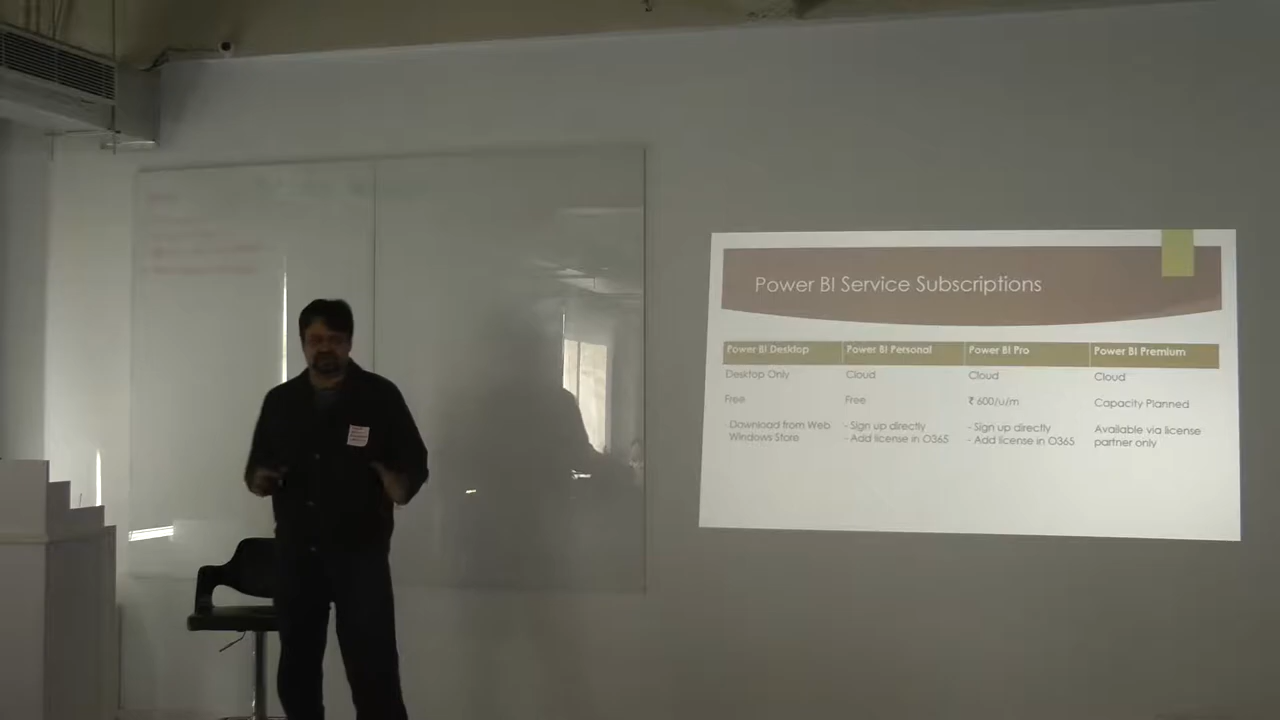 Power BI Service Subscriptions
Power BI Desktop Power BI Personal Power BI Pro Power BI Premium
Desktop Only Cloud Cloud Cloud
Free Free ₹ 600/u/m Capacity Planned
Download from Web - Sign up directly - Sign up directly Available via license
Windows Store - Add license in O365 - Add license in O365 partner only